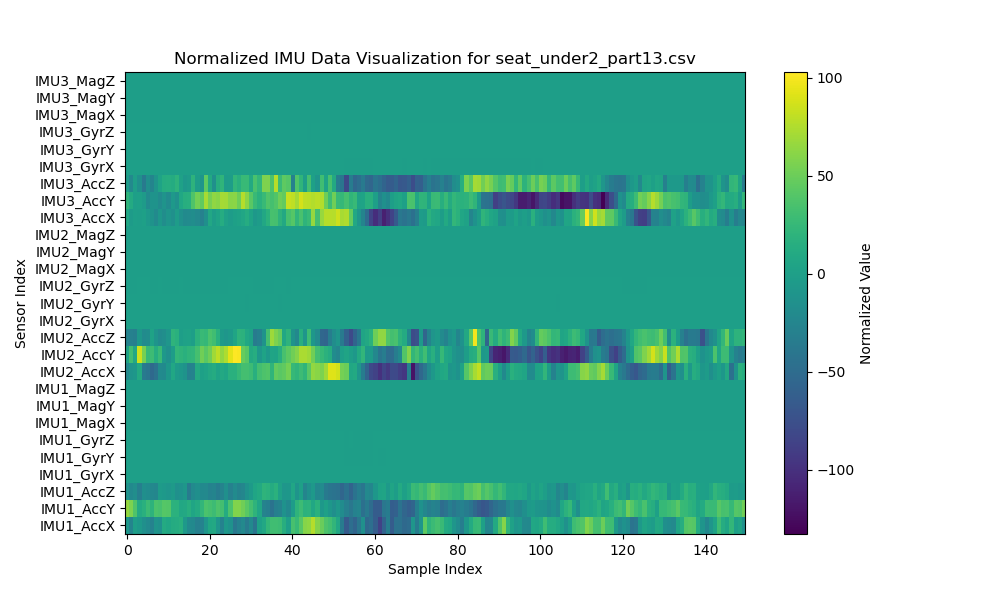 Normalized IMU Data Visualization for seat_under2_part13.csv
IMU3_MagZ
IMU3_MagY
IMU3_MagX
IMU3_GyrZ
IMU3_GyrY
IMU3_GyrX
IMU3_AccZ
IMU3_AccY
IMU3_AccX
IMU2_MagZ
IMU2_MagY
IMU2_MagX
IMU2_GyrZ
IMU2_GyrY
IMU2_GyrX
IMU2_AccZ
IMU2_AccY
IMU2_AccX
IMU1_MagZ
IMU1_MagY
IMU1_MagX
IMU1_GyrZ
IMU1_GyrY
IMU1_GyrX
IMU1_AccZ
IMU1_AccY
IMU1_AccX
Sensor Index
0 20 40 60 80 100 120 140
Sample Index
100
50
0
−50
−100
Normalized Value